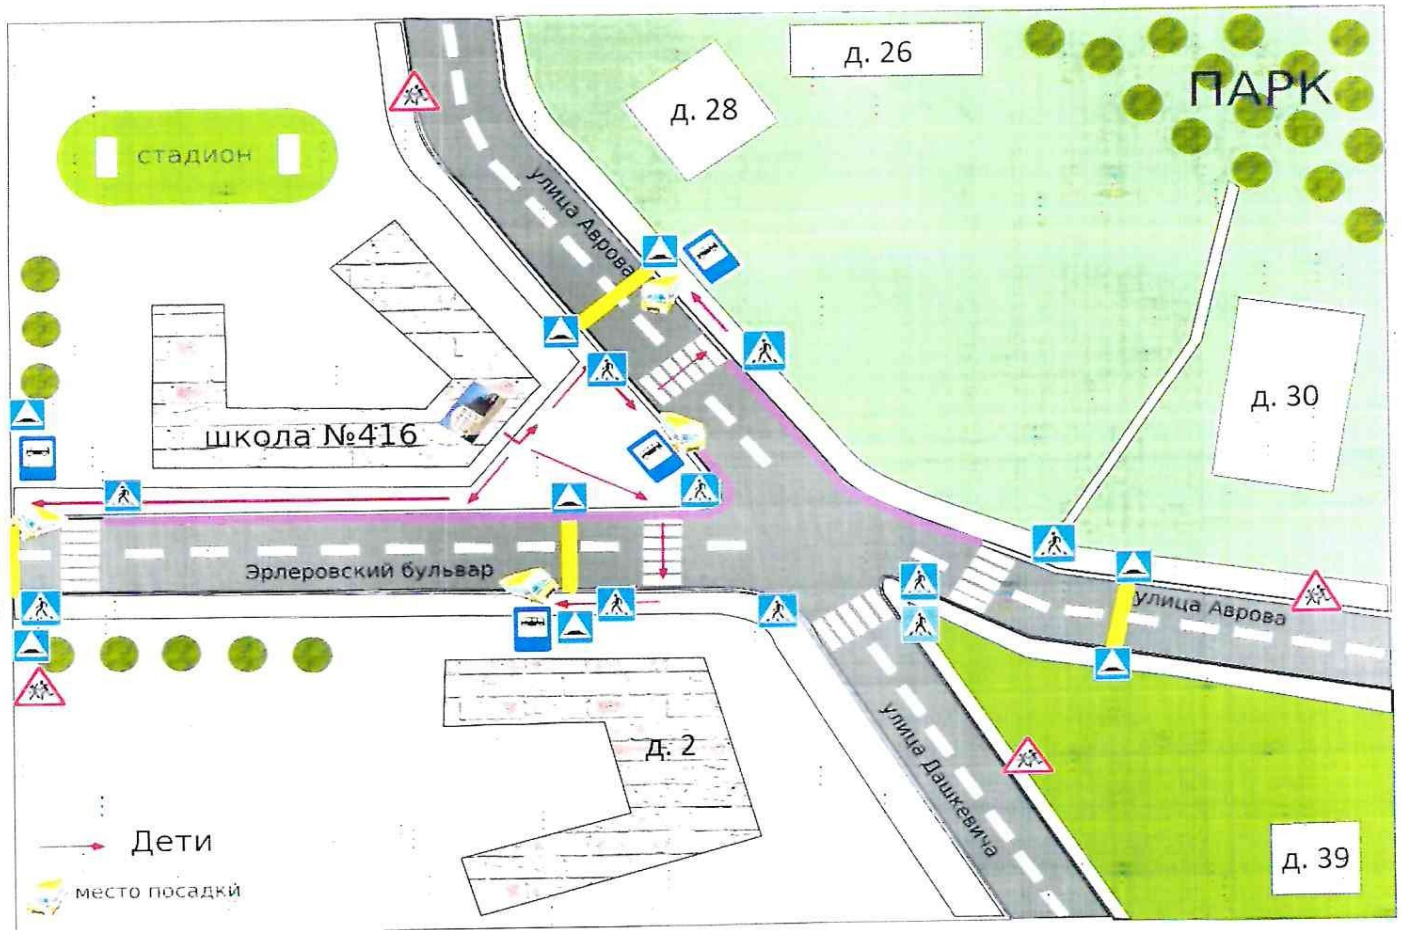 д. 26
ПАРК
д. 28
стадион
улица Аврова
д. 30
школа №416
Эрлеровский бульвар
улица Аврова
улица Дашкевича
д. 2
Дети
д. 39
место посадки